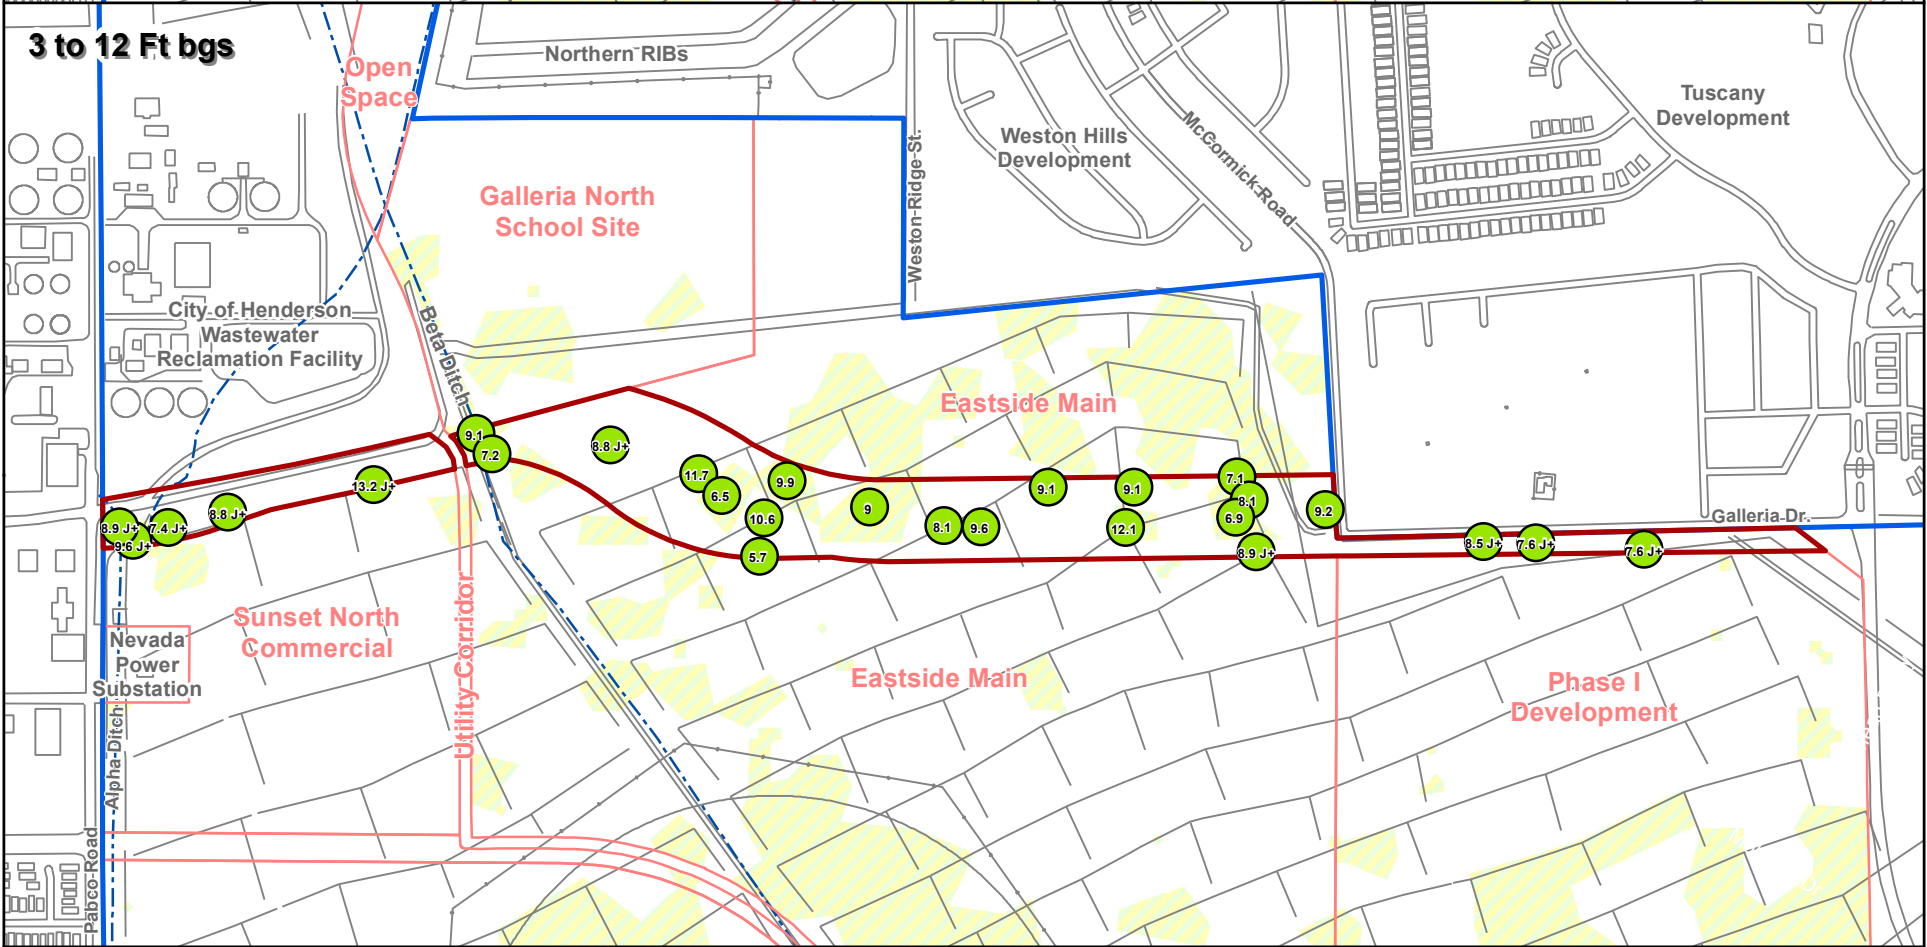 3 to 12 Ft bgs
Open
Space
Northern RIBs
Tuscany
Development
Weston Hills
Development
McCormick Road
Weston Ridge St.
Galleria North
School Site
City of Henderson
Wastewater
Reclamation Facility
Beta Ditch
Eastside Main
9.1
7.2
8.8 J+
11.7
6.5
9.9
10.6
5.7
9
8.1
9.6
9.1
9.1
12.1
7.1
8.1
6.9
8.9 J+
9.2
Galleria Dr.
8.5 J+
7.6 J+
7.6 J+
13.2 J+
8.8 J+
7.4 J+
8.9 J+
9.6 J+
Sunset North
Commercial
Utility Corridor
Nevada
Power
Substation
Eastside Main
Phase I
Development
Alpha Ditch
Pabco Road
Dr